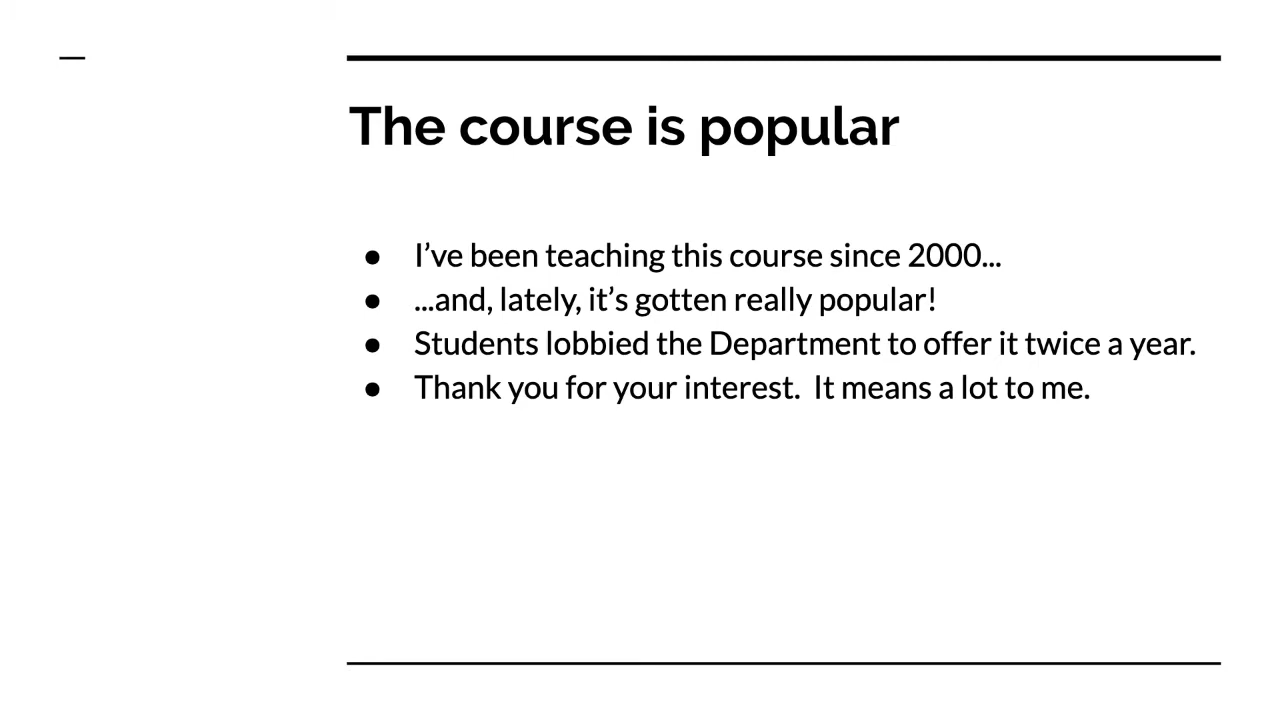 The course is popular
● I’ve been teaching this course since 2000...
● ...and, lately, it’s gotten really popular!
● Students lobbied the Department to offer it twice a year.
● Thank you for your interest.  It means a lot to me.